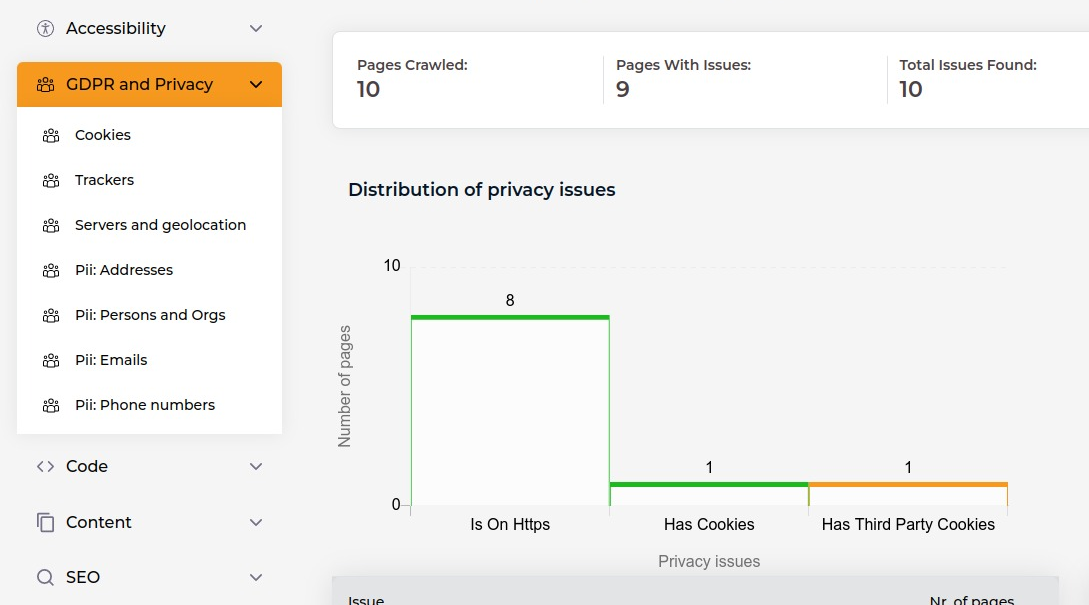 Accessibility
GDPR and Privacy
Cookies
Trackers
Servers and geolocation
Pii: Addresses
Pii: Persons and Orgs
Pii: Emails
Pii: Phone numbers
Code
Content
SEO
Pages Crawled:
10
Pages With Issues:
9
Total Issues Found:
10
Distribution of privacy issues
Number of pages
10
0
8
1
1
Is On Https
Has Cookies
Has Third Party Cookies
Privacy issues
Issue
Nr. of pages